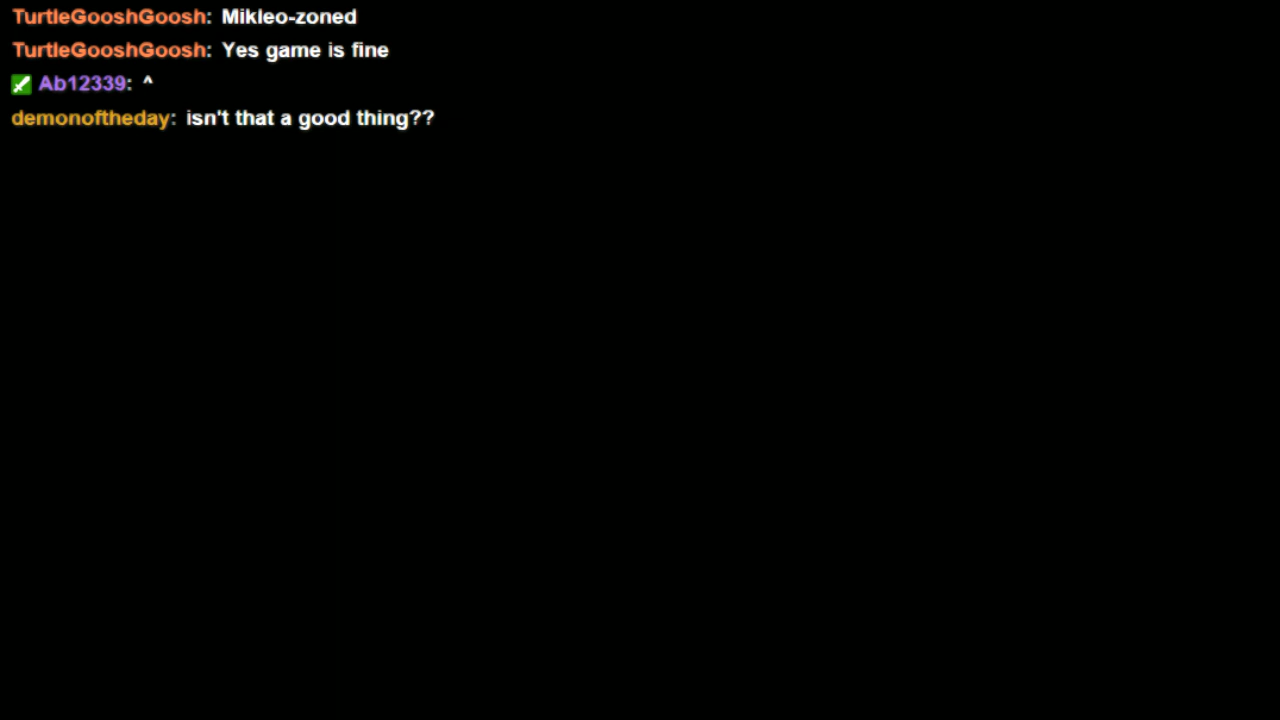 TurtleGooshGoosh: Mikleo-zoned
TurtleGooshGoosh: Yes game is fine
Ab12339: ^
demonoftheday: isn't that a good thing??